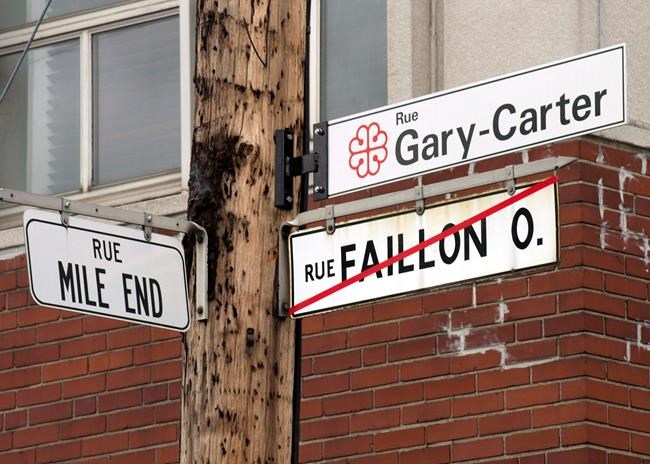 RUE
MILE END
Rue
Gary-Carter
RUE FAILLON O.